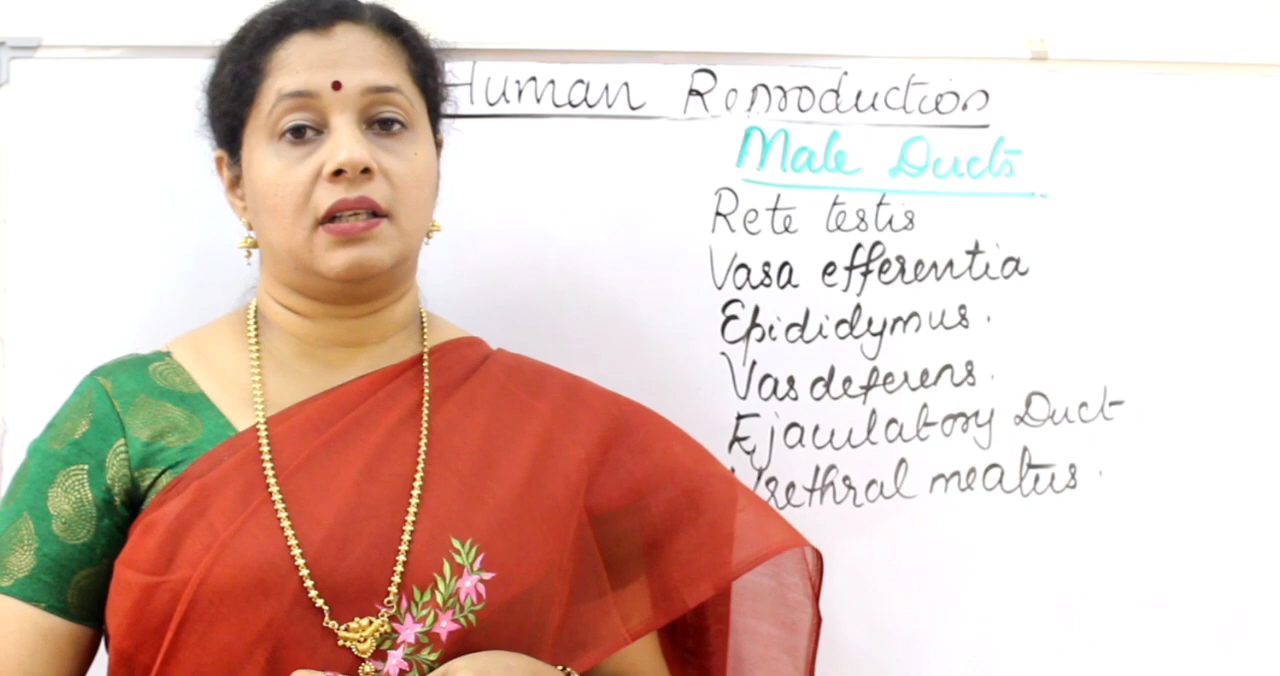 Human Reproduction
Male Ducts
Rete testis
Vasa efferentia
Epididymus.
Vas deferens.
Ejaculatory Duct
Urethral meatus.